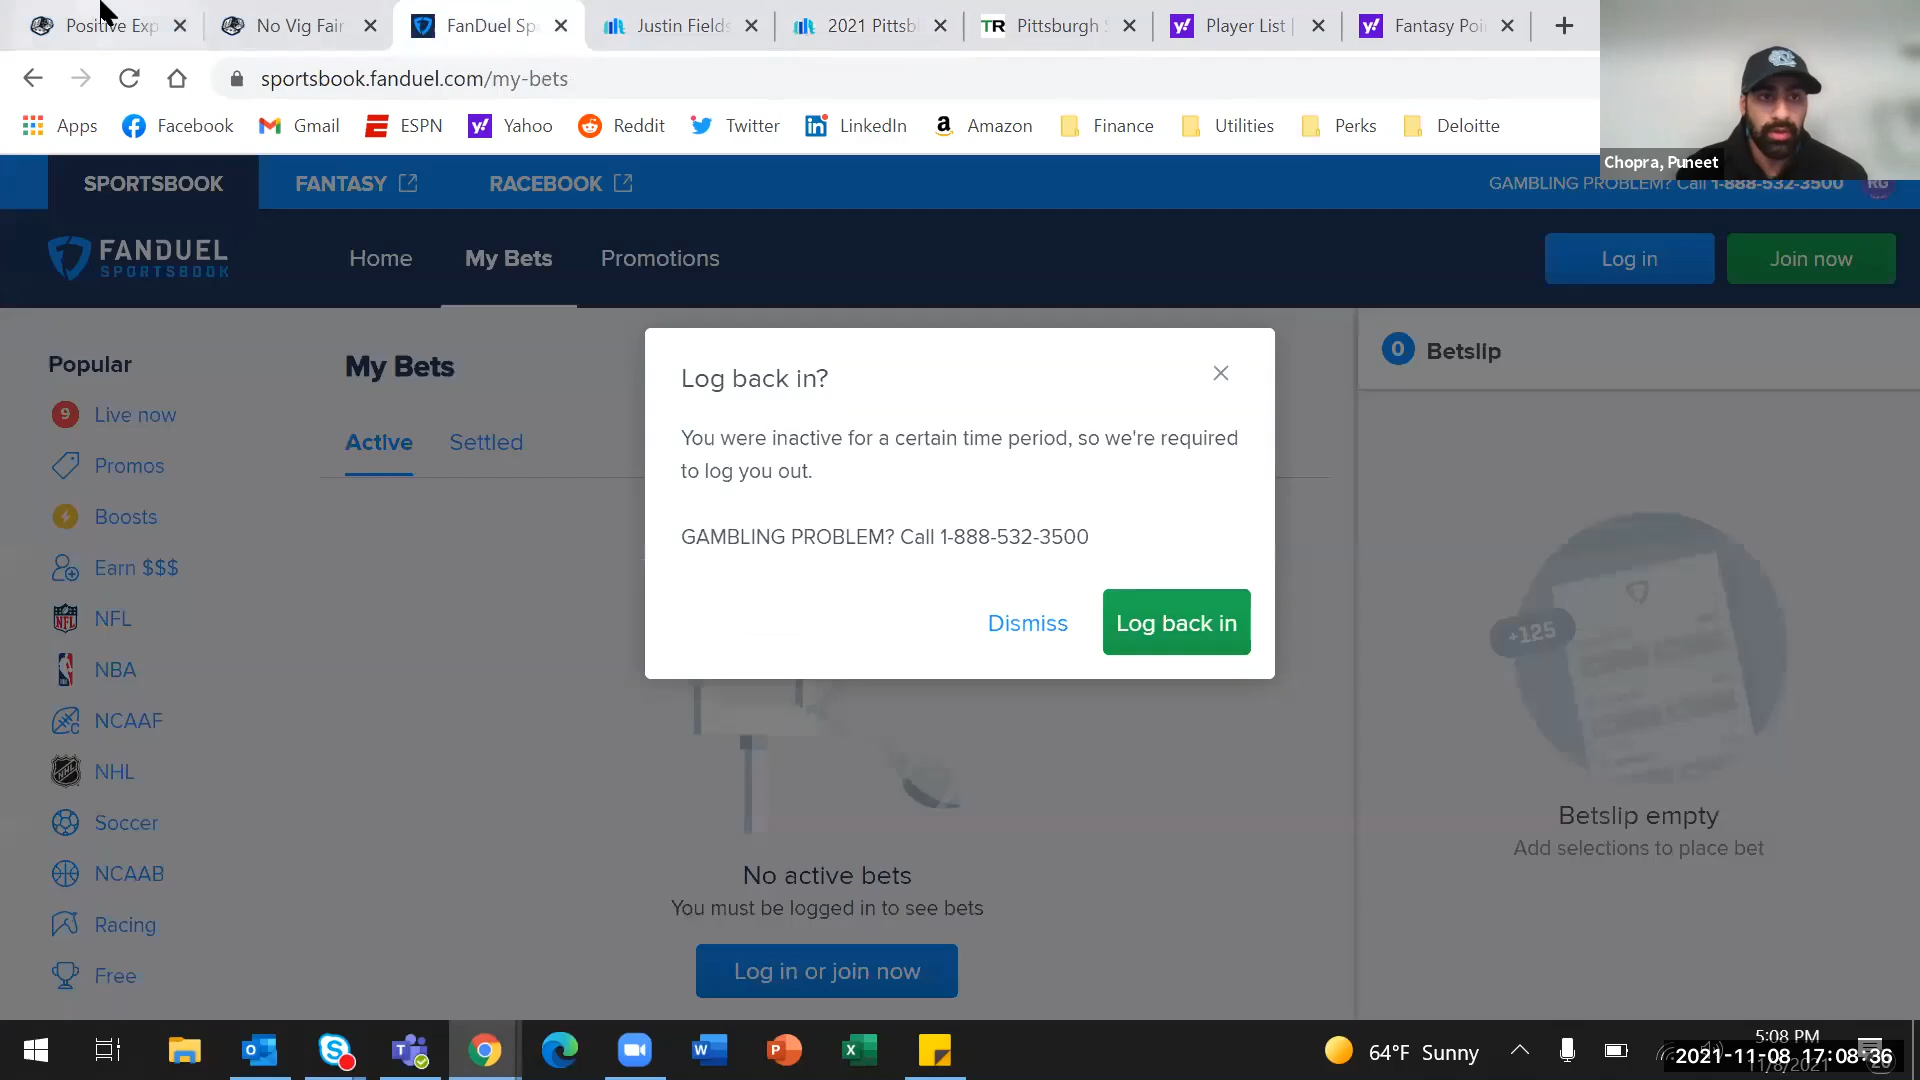 Positive Exp
No Vig Fair
FanDuel Sp
Justin Fields
2021 Pittsb
TR Pittsburgh S
Player List |
Fantasy Poi
sportsbook.fanduel.com/my-bets
Apps
Facebook
Gmail
ESPN
Yahoo
Reddit
Twitter
LinkedIn
Amazon
Finance
Utilities
Perks
Deloitte
Chopra, Puneet
SPORTSBOOK
FANTASY
RACEBOOK
GAMBLING PROBLEM? Call 1-888-532-3500
RG
FANDUEL
SPORTSBOOK
Home
My Bets
Promotions
Log in
Join now
Popular
9 Live now
Promos
Boosts
Earn $$$
NFL
NBA
NCAAF
NHL
Soccer
NCAAB
Racing
Free
My Bets
Active
Settled
Log back in?
You were inactive for a certain time period, so we're required
to log you out.
GAMBLING PROBLEM? Call 1-888-532-3500
Dismiss
Log back in
No active bets
You must be logged in to see bets
Log in or join now
0 Betslip
+125
Betslip empty
Add selections to place bet
64°F Sunny
5:08 PM
2021-11-08 17:08:36
11/8/2021
20